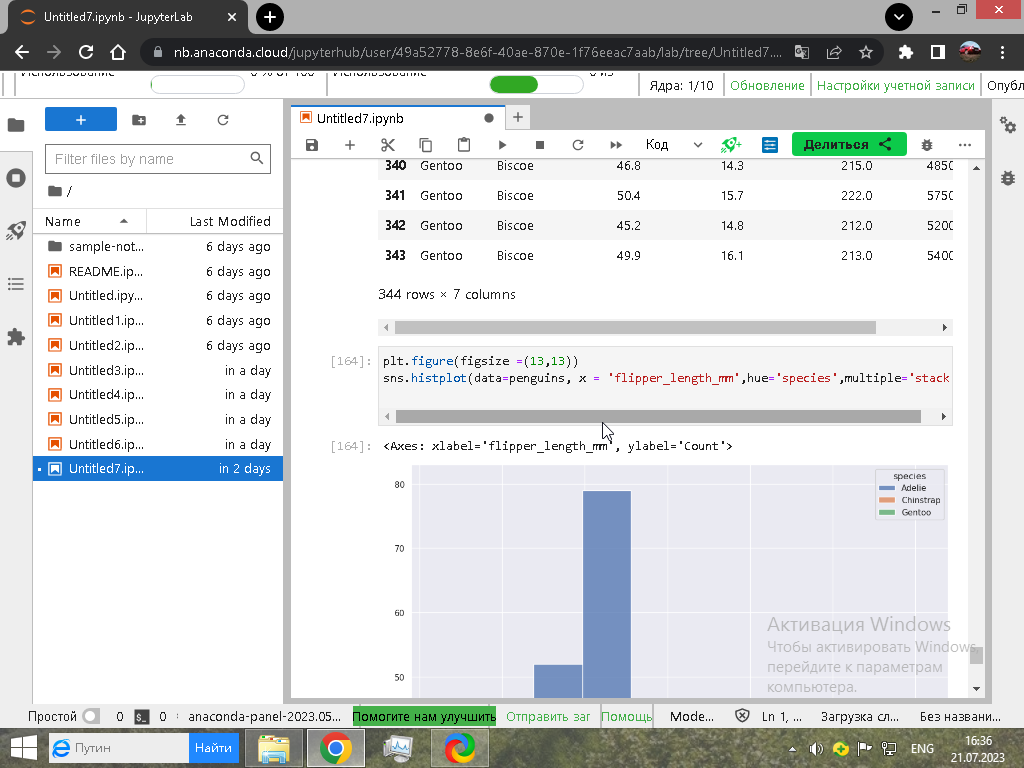 Untitled7.ipynb - JupyterLab
nb.anaconda.cloud/jupyterhub/user/49a52778-8e6f-40ae-870e-1f76eeac7aab/lab/tree/Untitled7....
Использование 0 % от 100 Использование 0 из
Ядра: 1/10 Обновление Настройки учетной записи Опубл
Untitled7.ipynb
Код Делиться
Filter files by name
/
Name Last Modified
sample-not... 6 days ago
README.ip... 6 days ago
Untitled.ipy... 6 days ago
Untitled1.ip... 6 days ago
Untitled2.ip... 6 days ago
Untitled3.ip... in a day
Untitled4.ip... in a day
Untitled5.ip... in a day
Untitled6.ip... in a day
Untitled7.ip... in 2 days
340 Gentoo Biscoe 46.8 14.3 215.0 4850
341 Gentoo Biscoe 50.4 15.7 222.0 5750
342 Gentoo Biscoe 45.2 14.8 212.0 5200
343 Gentoo Biscoe 49.9 16.1 213.0 5400
344 rows × 7 columns
[164]: plt.figure(figsize =(13,13))
sns.histplot(data=penguins, x = 'flipper_length_mm',hue='species',multiple='stack
[164]: <Axes: xlabel='flipper_length_mm', ylabel='Count'>
80
70
60
50
species
Adelie
Chinstrap
Gentoo
Активация Windows
Чтобы активировать Windows,
перейдите к параметрам
компьютера.
Простой 0 $_ 0 anaconda-panel-2023.05... Помогите нам улучшить Отправить заг Помощь Mode... Ln 1, ... Загрузка сл... Без названи...
Путин Найти
ENG
16:36
21.07.2023